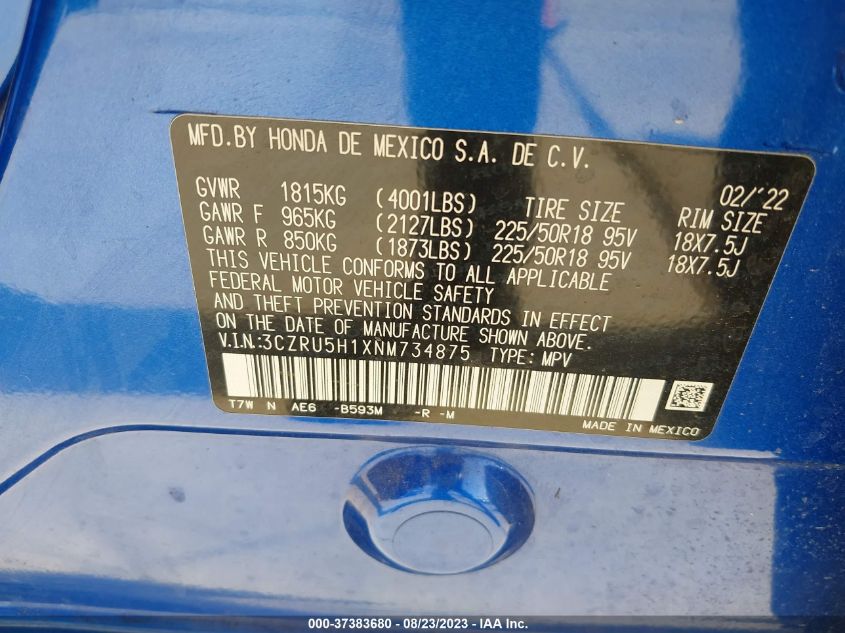 MFD.BY HONDA DE MEXICO S.A. DE C.V.
02/'22
GVWR 1815KG (4001LBS) TIRE SIZE RIM SIZE
GAWR F 965KG (2127LBS) 225/50R18 95V 18X7.5J
GAWR R 850KG (1873LBS) 225/50R18 95V 18X7.5J
THIS VEHICLE CONFORMS TO ALL APPLICABLE
FEDERAL MOTOR VEHICLE SAFETY
AND THEFT PREVENTION STANDARDS IN EFFECT
ON THE DATE OF MANUFACTURE SHOWN ABOVE.
V.I.N:3CZRU5H1XNM734875 TYPE: MPV
T7W N AE6 -B593M -R -M
MADE IN MEXICO
000-37383680 - 08/23/2023 - IAA Inc.